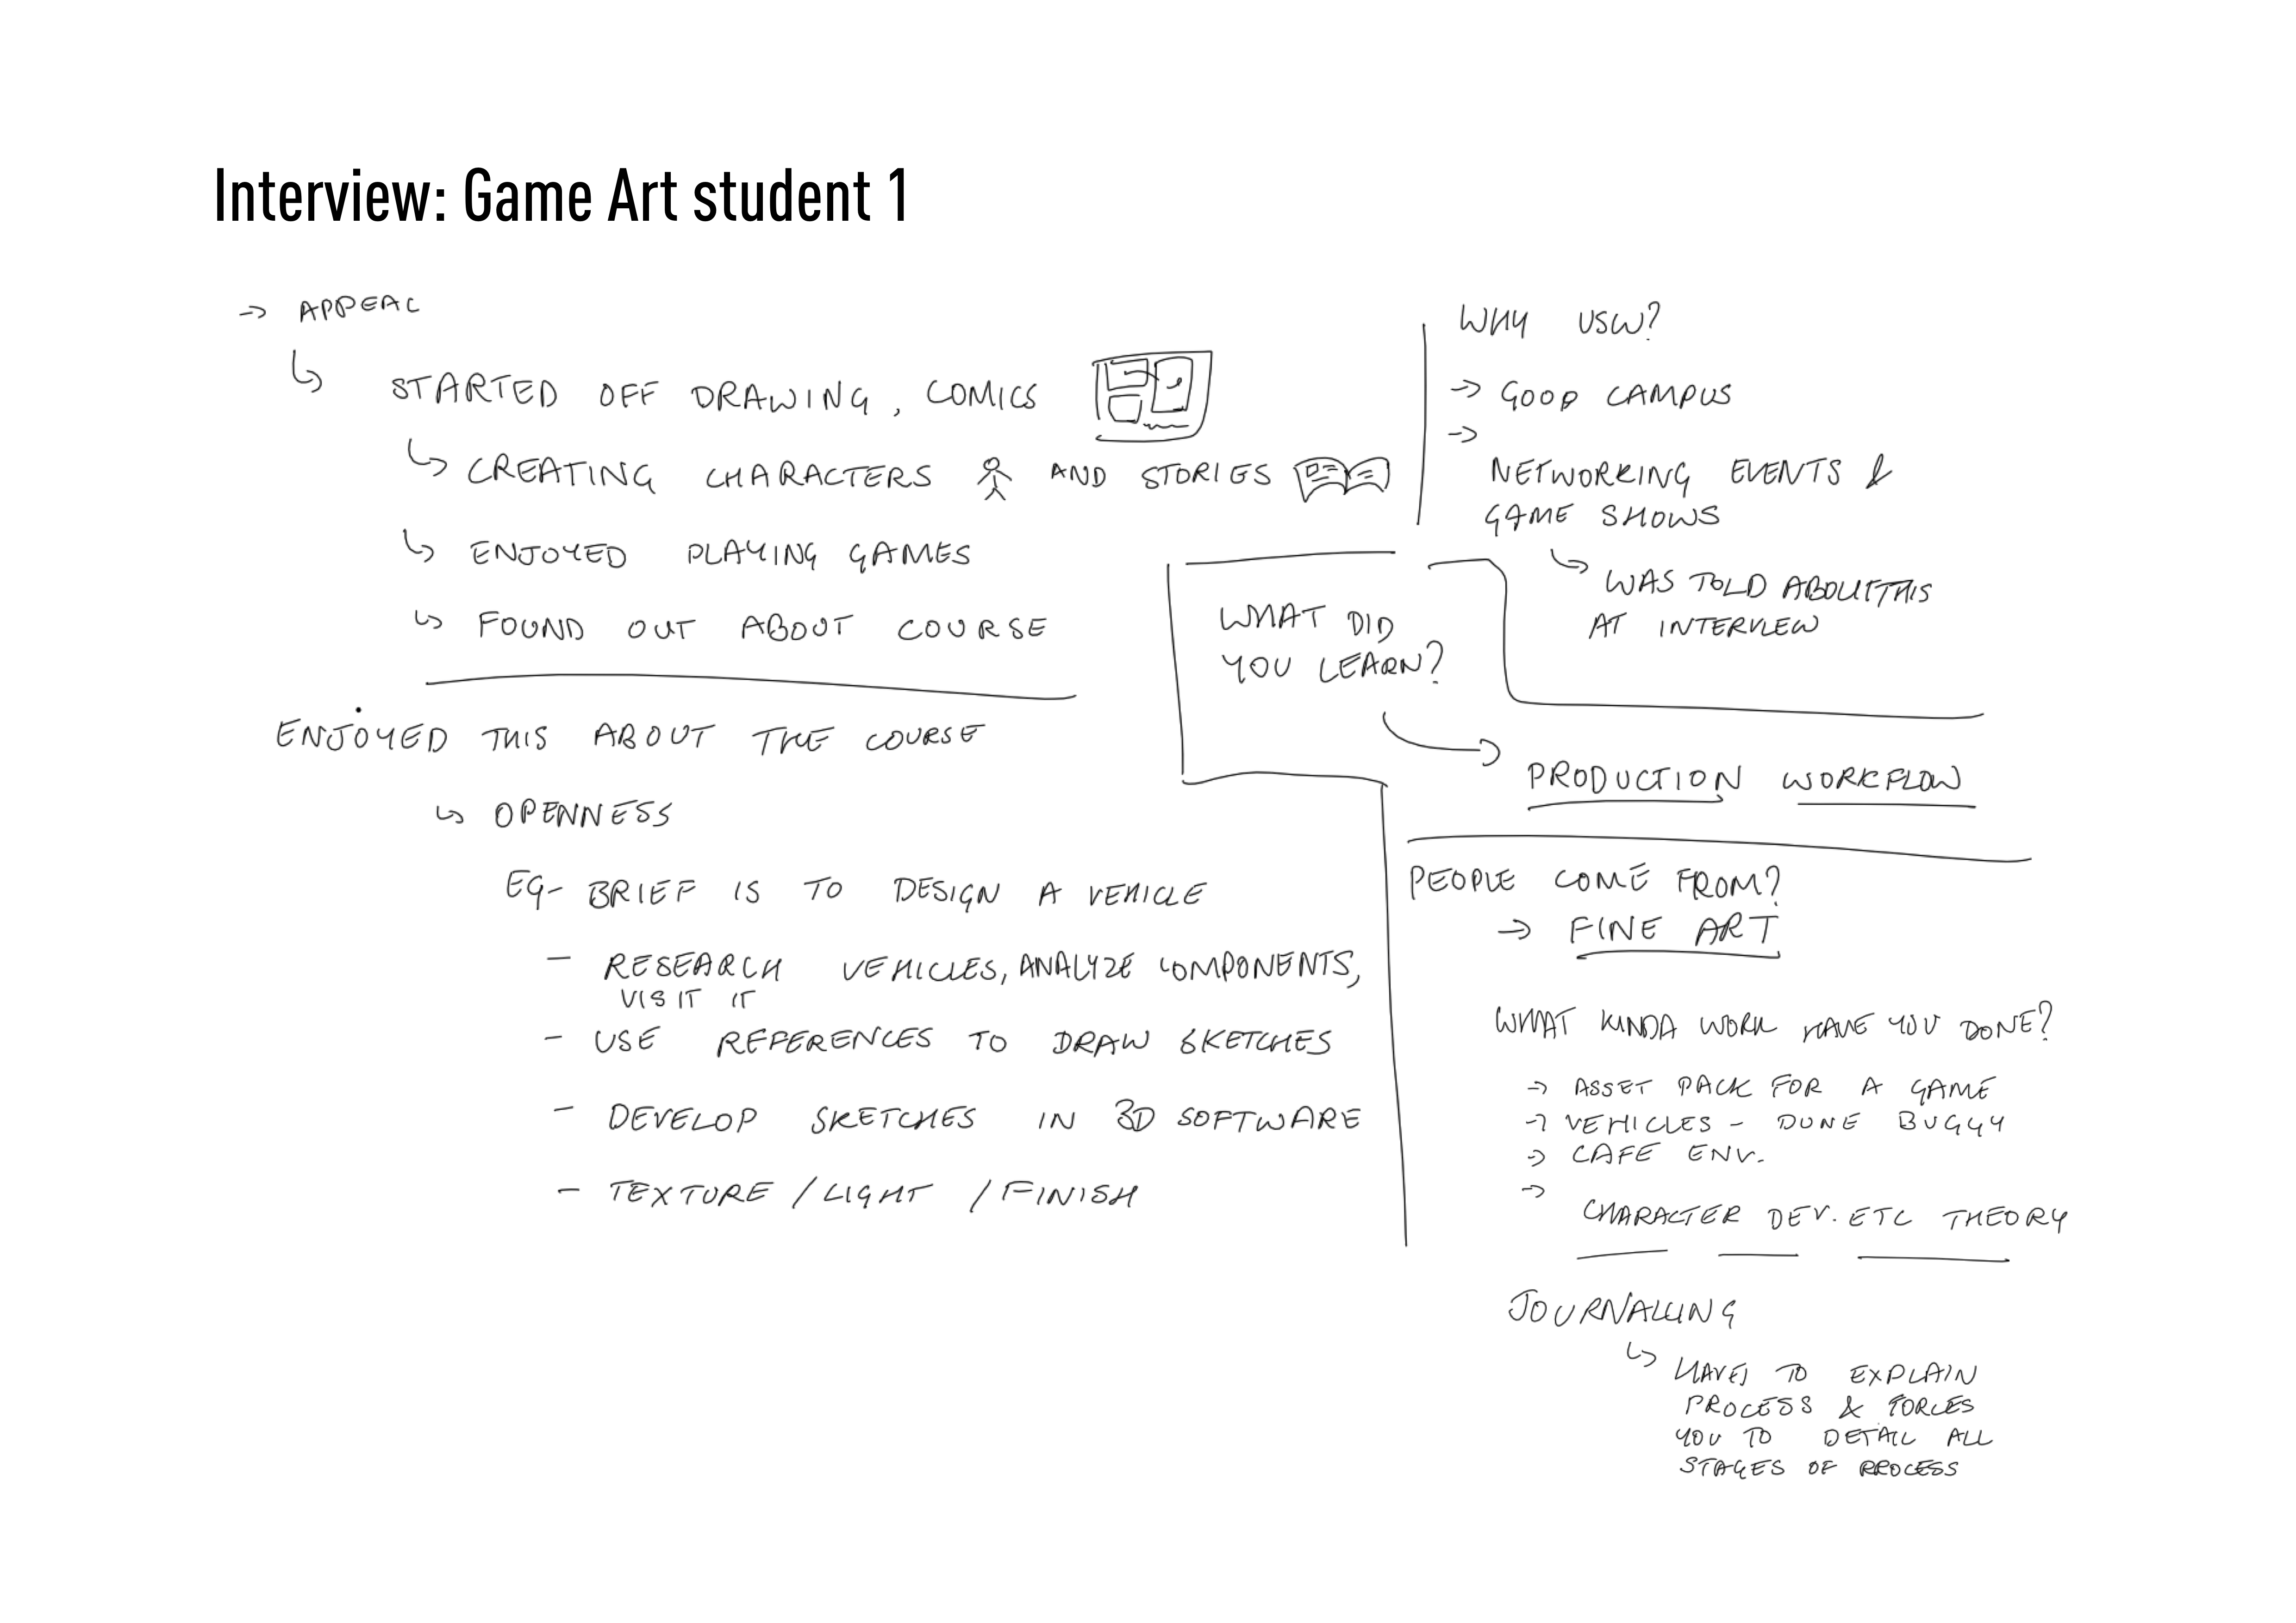 Interview: Game Art student 1
→ APPEAL
↳ STARTED OFF DRAWING, COMICS
↳ CREATING CHARACTERS AND STORIES
↳ ENJOYED PLAYING GAMES
↳ FOUND OUT ABOUT COURSE
ENJOYED THIS ABOUT THE COURSE
↳ OPENNESS
EG- BRIEF IS TO DESIGN A VEHICLE
- RESEARCH VEHICLES, ANALYZE COMPONENTS,
VISIT IT
- USE REFERENCES TO DRAW SKETCHES
- DEVELOP SKETCHES IN 3D SOFTWARE
- TEXTURE / LIGHT / FINISH
WHY USW?
→ GOOD CAMPUS
→
NETWORKING EVENTS &
GAME SHOWS
↳ WAS TOLD ABOUT THIS
AT INTERVIEW
WHAT DID
YOU LEARN?
→ PRODUCTION WORKFLOW
PEOPLE COME FROM?
→ FINE ART
WHAT KINDA WORK HAVE YOU DONE?
→ ASSET PACK FOR A GAME
→ VEHICLES - DUNE BUGGY
→ CAFE ENV.
→
CHARACTER DEV. ETC THEORY
JOURNALLING
↳ HAVE TO EXPLAIN
PROCESS & FORCES
YOU TO DETAIL ALL
STAGES OF PROCESS